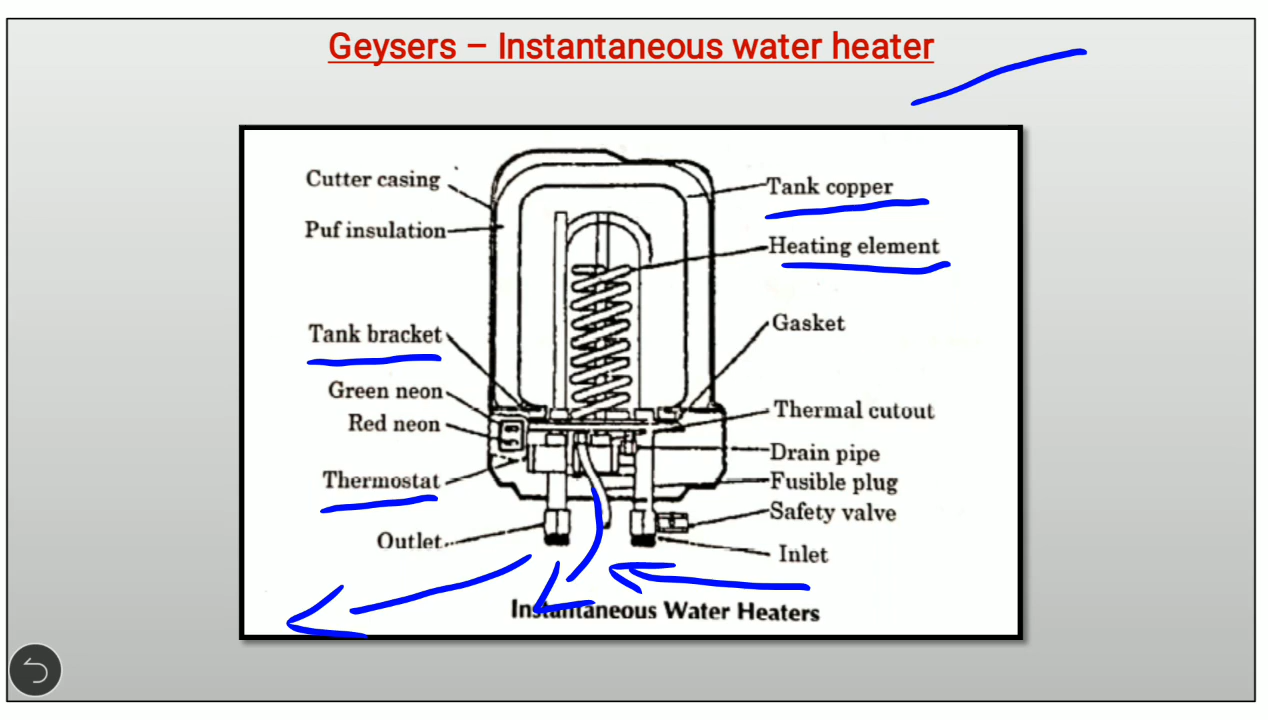 Geysers – Instantaneous water heater
Cutter casing
Puf insulation
Tank bracket
Green neon
Red neon
Thermostat
Outlet
Tank copper
Heating element
Gasket
Thermal cutout
Drain pipe
Fusible plug
Safety valve
Inlet
Instantaneous Water Heaters